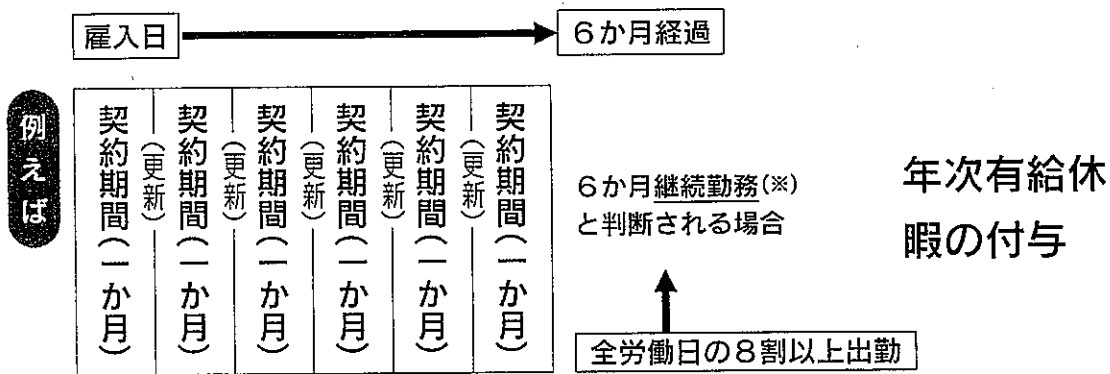 雇入日
6か月経過
例えば
契約期間(一か月)
(更新)
契約期間(一か月)
(更新)
契約期間(一か月)
(更新)
契約期間(一か月)
(更新)
契約期間(一か月)
(更新)
契約期間(一か月)
6か月継続勤務(※)
と判断される場合
全労働日の8割以上出勤
年次有給休
暇の付与